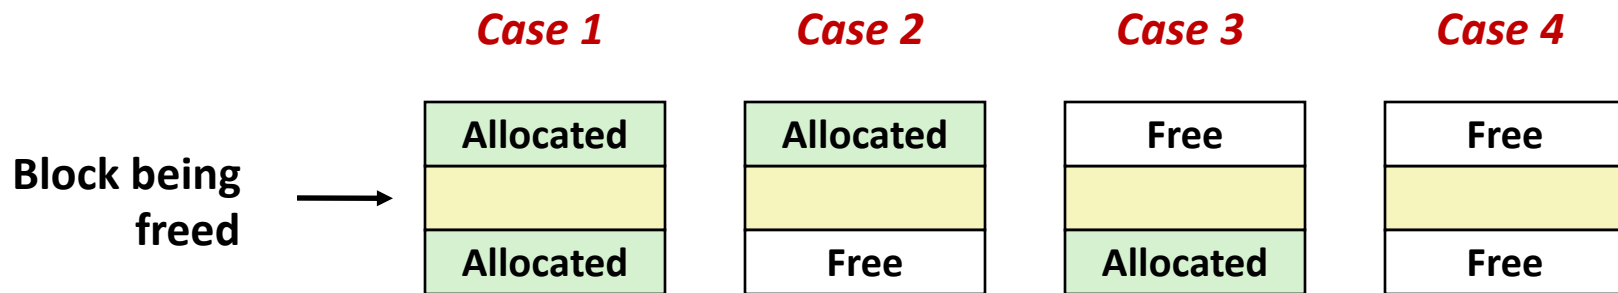 Case 1 Case 2 Case 3 Case 4
Allocated Allocated Free Free
Block being
freed
Allocated Free Allocated Free